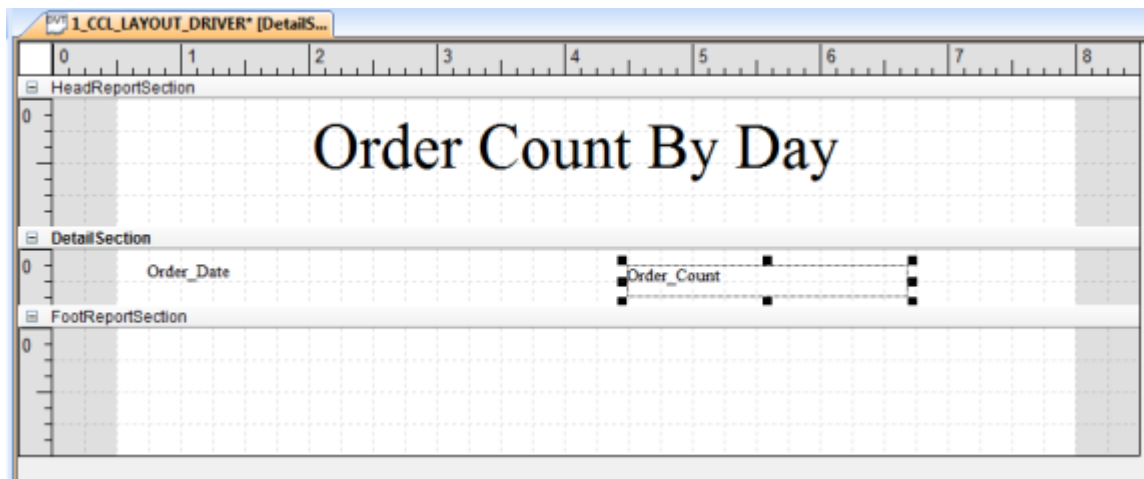 DVT 1_CCL_LAYOUT_DRIVER* [DetailS...
0 1 2 3 4 5 6 7 8
HeadReportSection
0
Order Count By Day
DetailSection
0
Order_Date Order_Count
FootReportSection
0